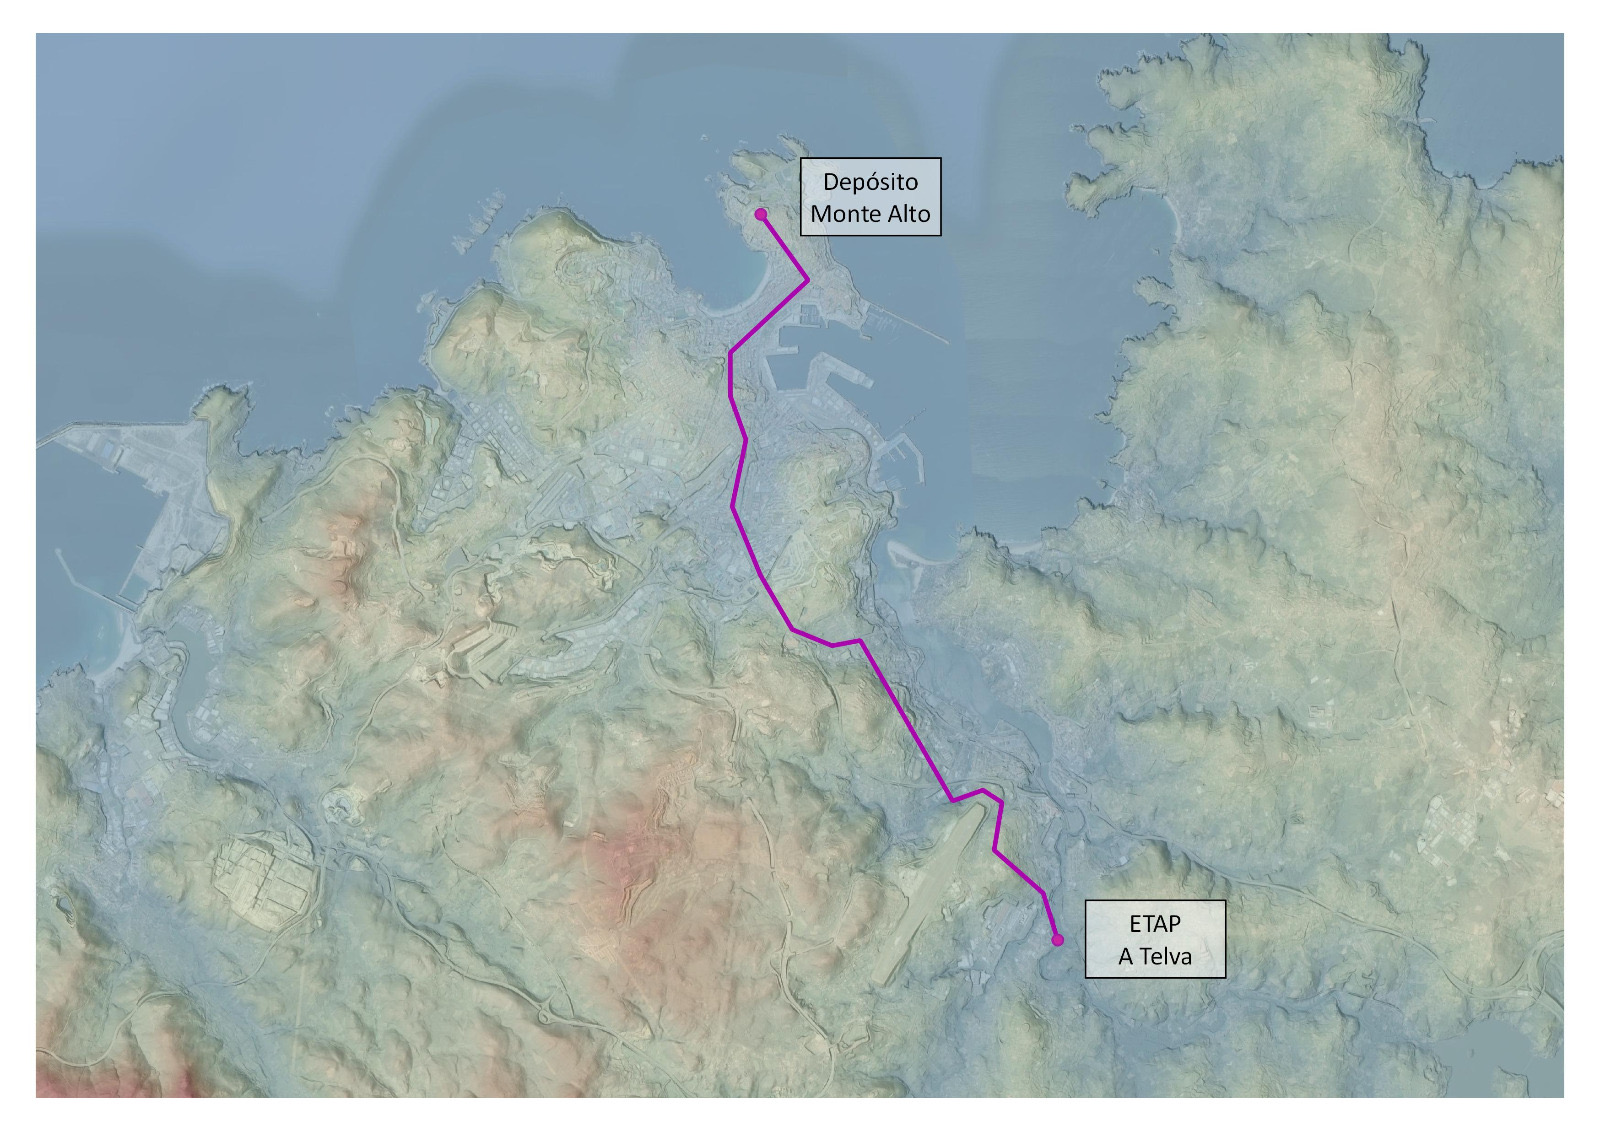 Depósito
Monte Alto
ETAP
A Telva